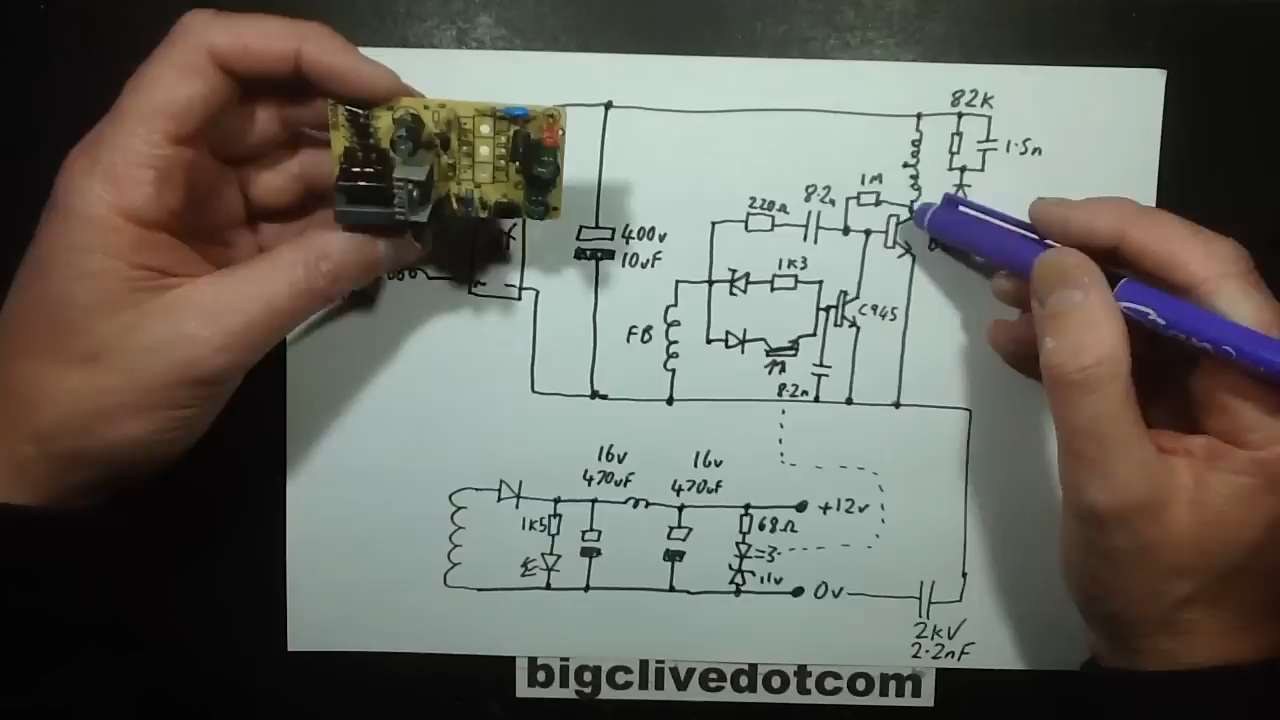 82K
1.5n
1M
8.2n
220Ω
400v
10uF
1K3
C945
FB
8.2n
16v
470uF
16v
470uF
+12v
1K5
68Ω
11v
0v
2kV
2.2nF
bigclivedotcom